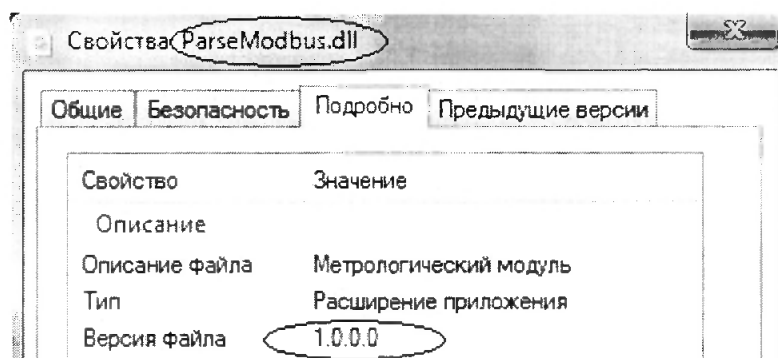 Свойства: ParseModbus.dll
Общие Безопасность Подробно Предыдущие версии
Свойство Значение
Описание
Описание файла Метрологический модуль
Тип Расширение приложения
Версия файла 1.0.0.0